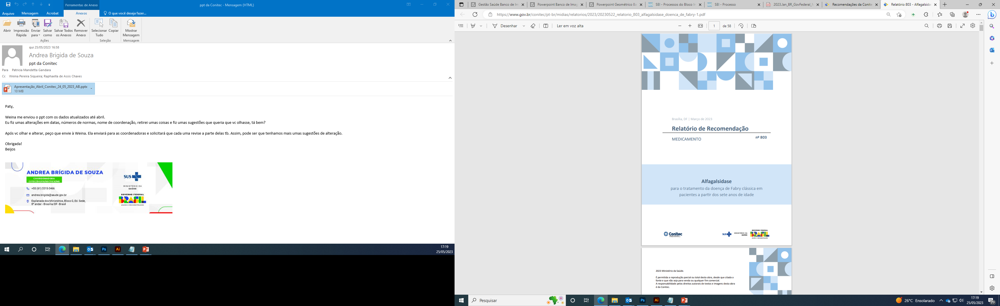 Ferramentas de Anexo
ppt da Conitec - Mensagem (HTML)
Arquivo
Mensagem
Acrobat
Anexos
O que você deseja fazer...
Abrir
Impressão Rápida
Enviar para
Salvar como
Salvar Todos os Anexos
Remover Anexo
Selecionar Tudo
Copiar
Mostrar Mensagem
Ações
Seleção
Mensagem
qui 25/05/2023 16:58
Andrea Brigida de Souza
ppt da Conitec
Para Patricia Mandetta Gandara
Cc Weina Pereira Siqueira; Raphaella de Assis Chaves
Apresentação_Abril_Conitec_24_05_2023_AB.pptx
10 MB
Paty,
Weina me enviou o ppt com os dados atualizados até abril.
Eu fiz umas alterações em datas, números de normas, nome de coordenação, retirei umas coisas e fiz umas sugestões que queria que vc olhasse, tá bem?
Após vc olhar e alterar, peço que envie à Weina. Ela enviará para as coordenadoras e solicitará que cada uma revise a parte delas tb. Assim, pode ser que tenhamos mais umas sugestões de alteração.
Obrigada!
Beijos
ANDREA BRÍGIDA DE SOUZA
COORDENADORA
CITEC/DGITS/SECTICS/MS
+55 (61) 3315-3466
andrea.brigida@saude.gov.br
Esplanada dos Ministérios, Bloco G, Ed. Sede,
8º andar - Brasília/DF - Brasil
SUS
MINISTÉRIO DA
SAÚDE
GOVERNO FEDERAL
BRASIL
UNIÃO E RECONSTRUÇÃO
17:19
25/05/2023
Gestão Saúde Banco de Im
Powerpoint Banco de Imag
Powerpoint Geométrico Ba
SEI - Processos do Bloco In
SEI - Processo
2023Jan_BR_GovFederal_
Recomendações da Conite
Relatório 803 - Alfagalsidas
https://www.gov.br/conitec/pt-br/midias/relatorios/2023/20230522_relatorio_803_alfagalsidase_doenca_de_fabry-1.pdf
Desenhar
Ler em voz alta
1
de 58
Brasília, DF | Março de 2023
Relatório de Recomendação
MEDICAMENTO
nº 803
Alfagalsidase
para o tratamento da doença de Fabry clássica em
pacientes a partir dos sete anos de idade
Conitec
SUS
MINISTÉRIO DA
SAÚDE
GOVERNO FEDERAL
BRASIL
UNIÃO E RECONSTRUÇÃO
2023 Ministério da Saúde.
É permitida a reprodução parcial ou total desta obra, desde que citada a
fonte e que não seja para venda ou qualquer fim comercial.
A responsabilidade pelos direitos autorais de textos e imagens desta obra
é da Conitec.
Pesquisar
26°C Ensolarado
17:19
25/05/2023
20